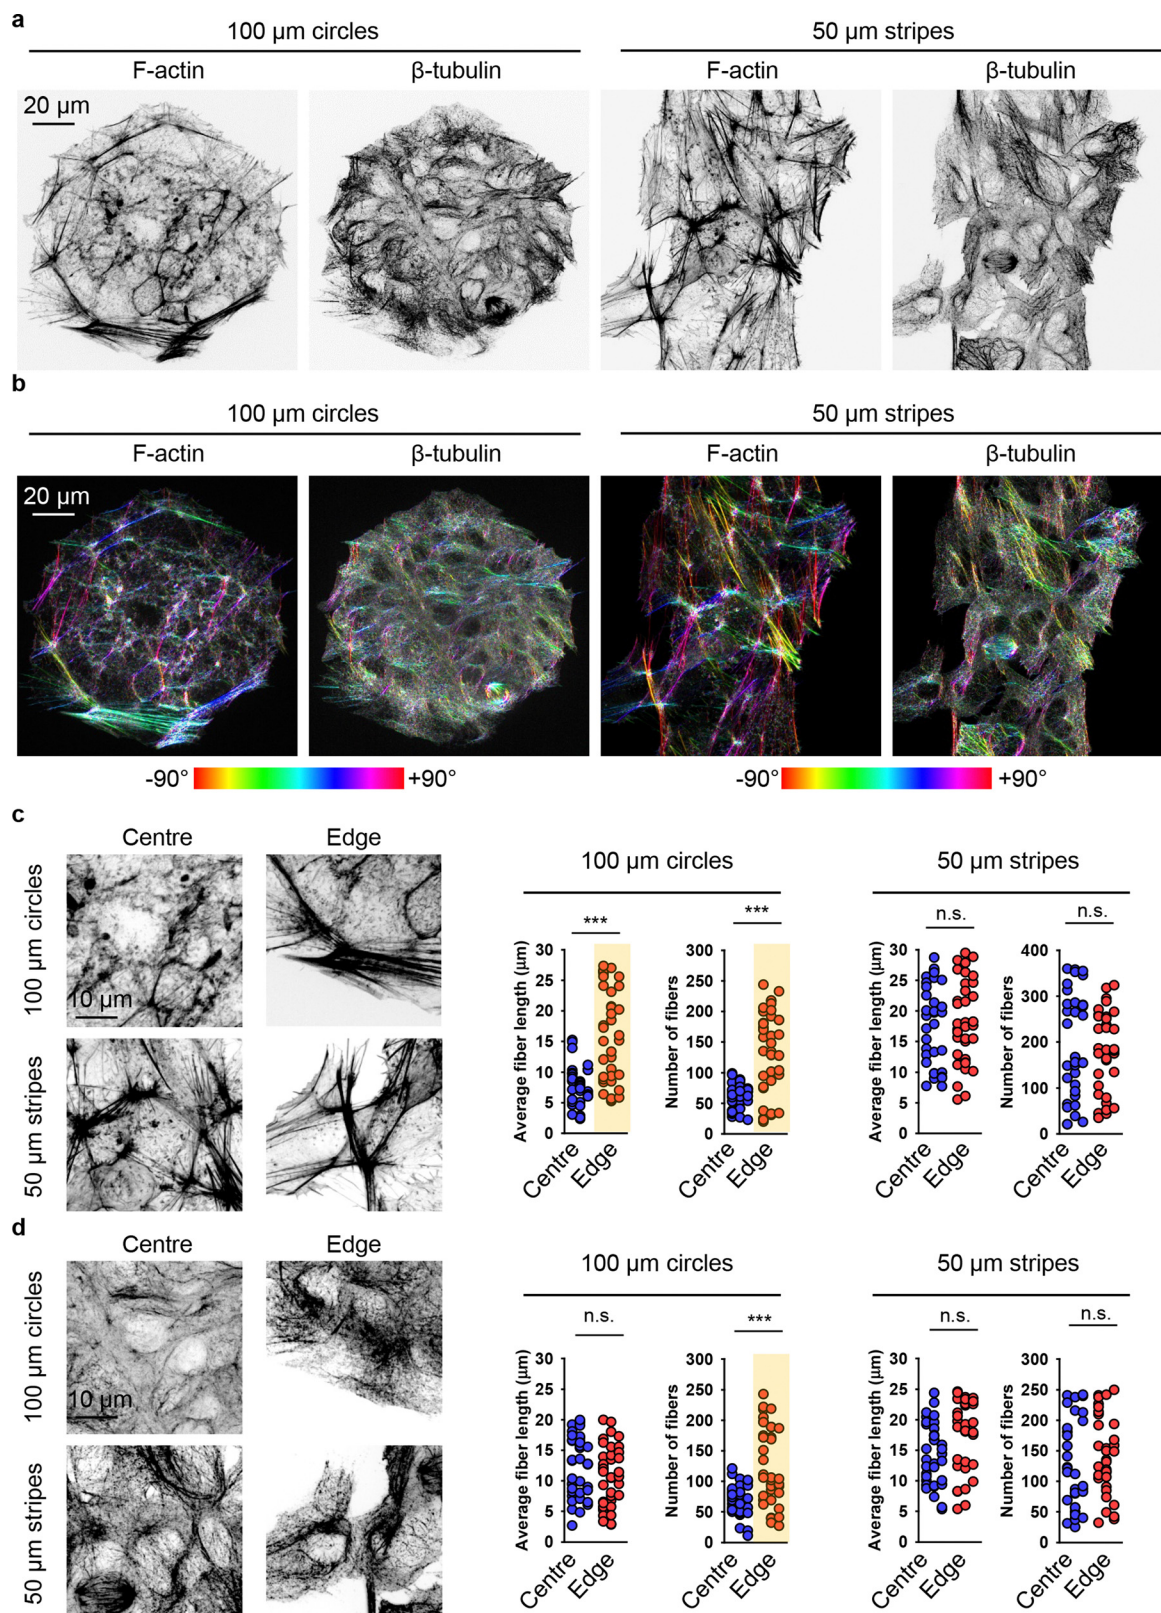 a
100 µm circles 50 µm stripes
F-actin β-tubulin F-actin β-tubulin
20 µm
b
100 µm circles 50 µm stripes
F-actin β-tubulin F-actin β-tubulin
20 µm
-90° +90° -90° +90°
c
Centre Edge
100 µm circles
50 µm stripes
10 µm
100 µm circles 50 µm stripes
*** *** n.s. n.s.
Average fiber length (µm)
30
25
20
15
10
5
0
Centre Edge
Number of fibers
300
250
200
150
100
50
0
Centre Edge
Average fiber length (µm)
30
25
20
15
10
5
0
Centre Edge
Number of fibers
400
300
200
100
0
Centre Edge
d
Centre Edge
100 µm circles
50 µm stripes
10 µm
100 µm circles 50 µm stripes
n.s. *** n.s. n.s.
Average fiber length (µm)
30
25
20
15
10
5
0
Centre Edge
Number of fibers
300
250
200
150
100
50
0
Centre Edge
Average fiber length (µm)
30
25
20
15
10
5
0
Centre Edge
Number of fibers
300
250
200
150
100
50
0
Centre Edge